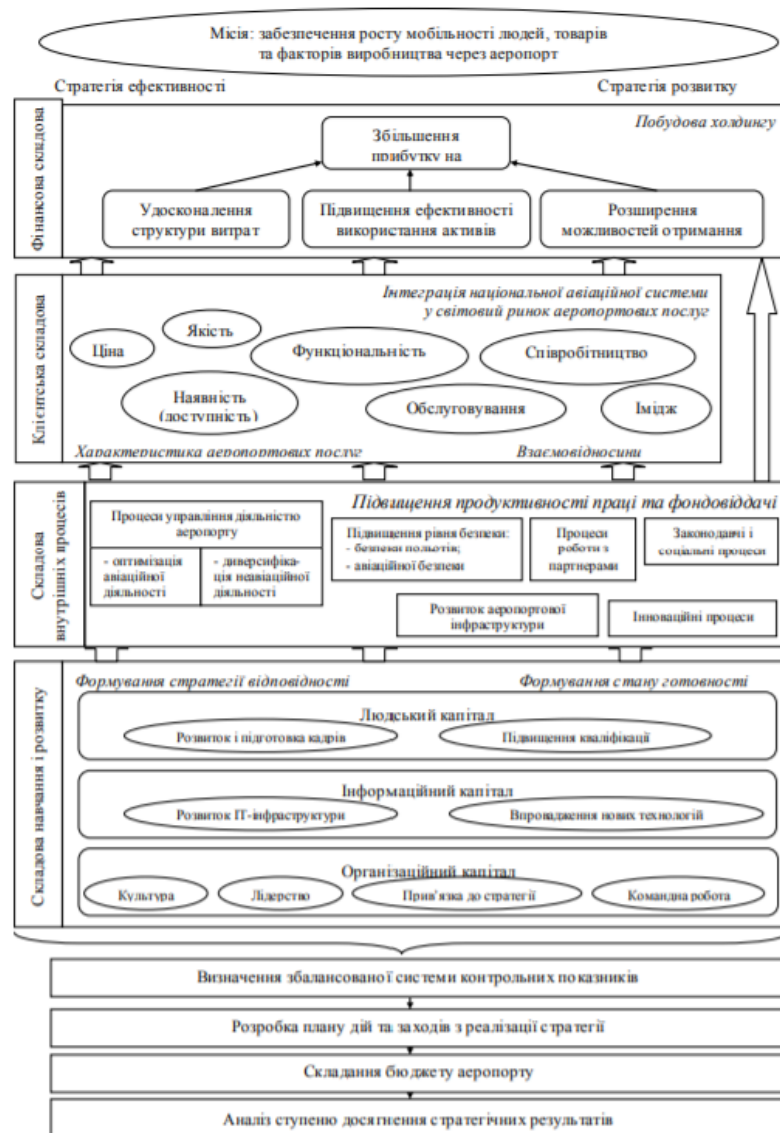 Місія: забезпечення росту мобільності людей, товарів
та факторів виробництва через аеропорт
Стратегія ефективності
Стратегія розвитку
Фінансова складова
Побудова холдингу
Збільшення
прибутку на
Удосконалення
структури витрат
Підвищення ефективності
використання активів
Розширення
можливостей отримання
Клієнтська складова
Інтеграція національної авіаційної системи
у світовий ринок аеропортових послуг
Ціна
Якість
Функціональність
Співробітництво
Наявність
(доступність)
Обслуговування
Імідж
Характеристика аеропортових послуг
Взаємовідносини
Складова
внутрішніх процесів
Підвищення продуктивності праці та фондовіддачі
Процеси управління діяльністю
аеропорту
- оптимізація
авіаційної
діяльності
- диверсифіка-
ція неавіаційної
діяльності
Підвищення рівня безпеки:
- безпеки польотів;
- авіаційної безпеки
Процеси
роботи з
партнерами
Законодавчі і
соціальні процеси
Розвиток аеропортової
інфраструктури
Інноваційні процеси
Складова навчання і розвитку
Формування стратегії відповідності
Формування стану готовності
Людський капітал
Розвиток і підготовка кадрів
Підвищення кваліфікації
Інформаційний капітал
Розвиток ІТ-інфраструктури
Впровадження нових технологій
Організаційний капітал
Культура
Лідерство
Прив'язка до стратегії
Командна робота
Визначення збалансованої системи контрольних показників
Розробка плану дій та заходів з реалізації стратегії
Складання бюджету аеропорту
Аналіз ступеню досягнення стратегічних результатів